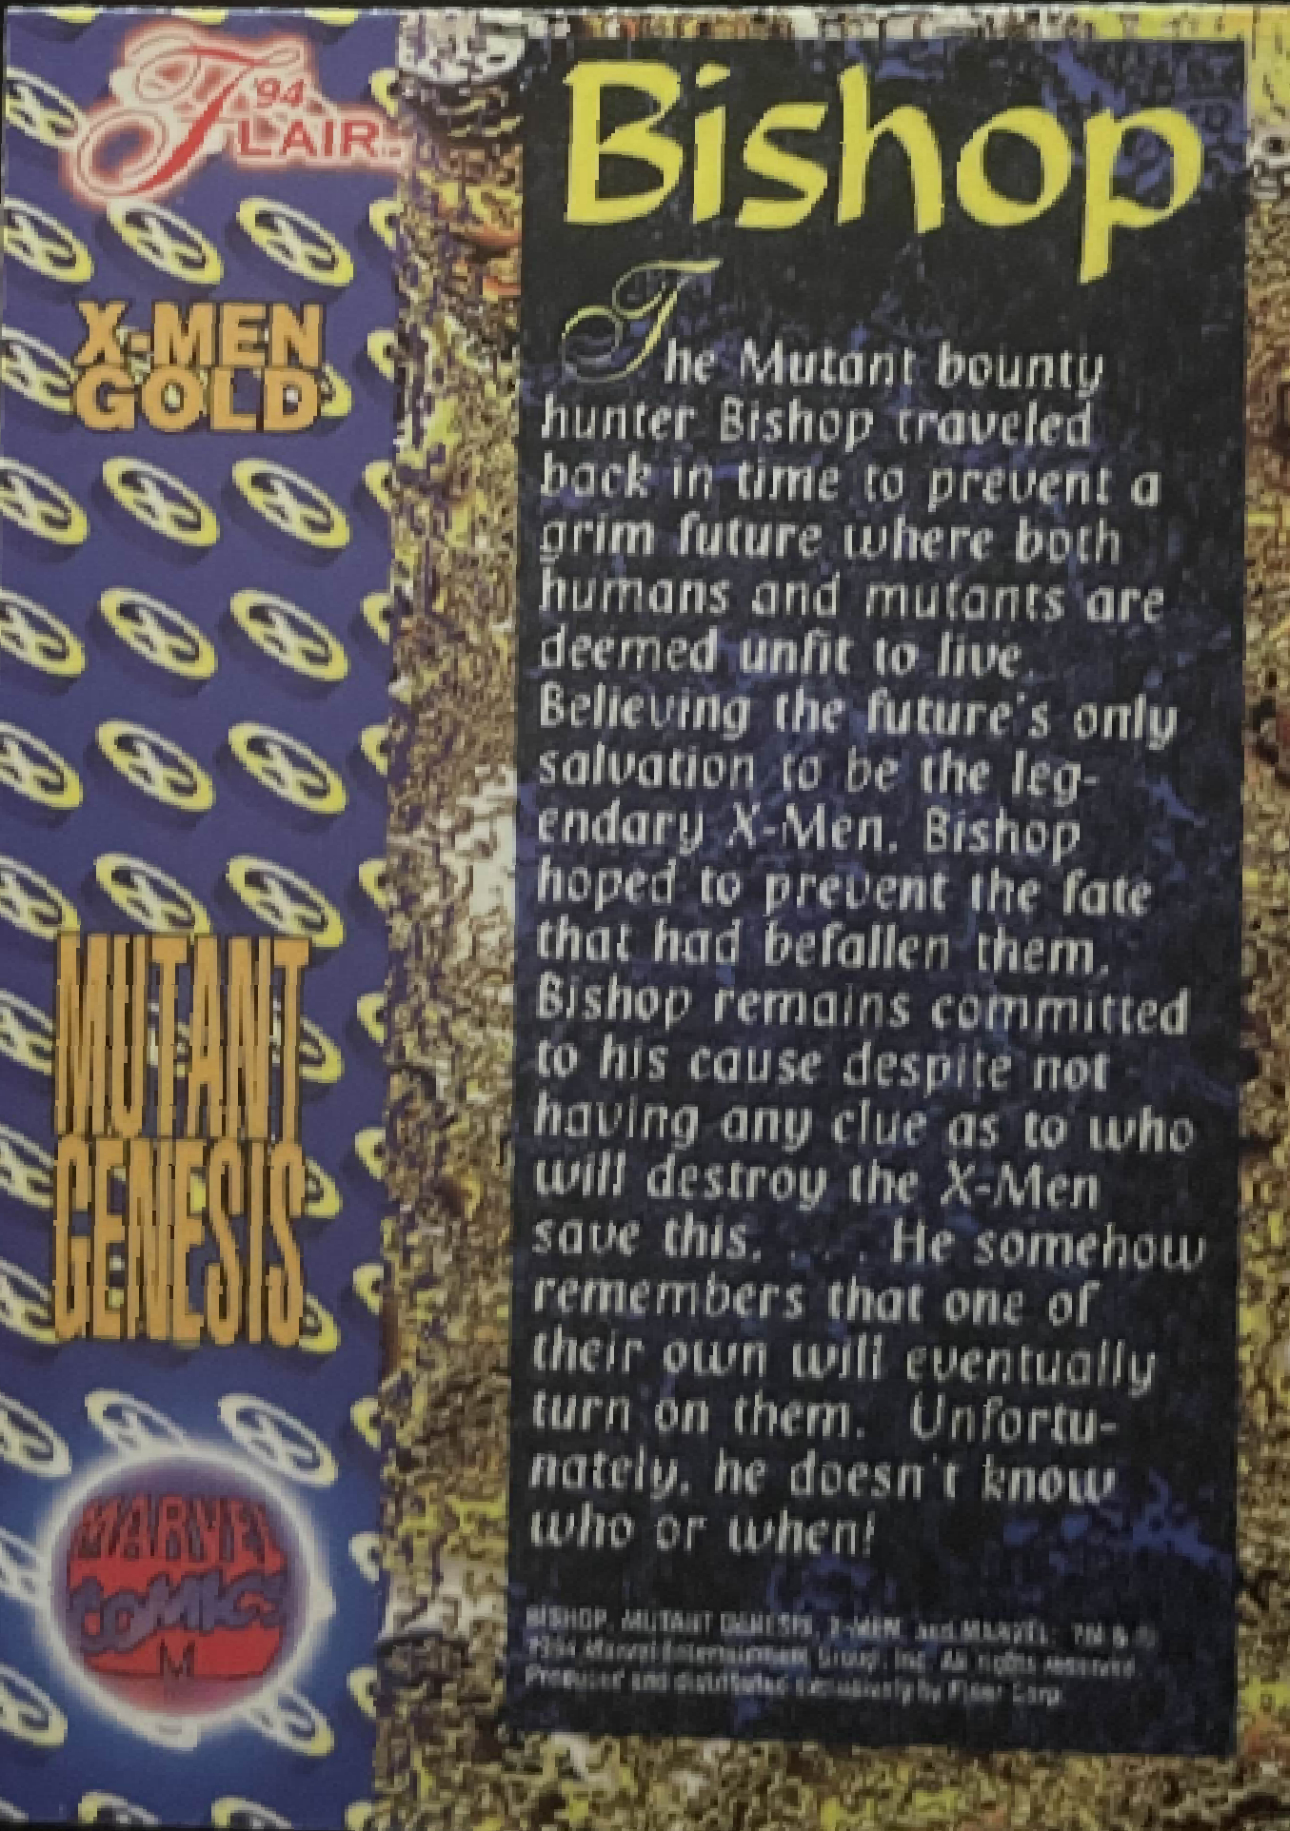 '94
FLAIR
X-MEN
GOLD
MUTANT
GENESIS
MARVEL
COMICS
M
Bishop
The Mutant bounty
hunter Bishop traveled
back in time to prevent a
grim future where both
humans and mutants are
deemed unfit to live.
Believing the future's only
salvation to be the leg-
endary X-Men, Bishop
hoped to prevent the fate
that had befallen them.
Bishop remains committed
to his cause despite not
having any clue as to who
will destroy the X-Men
save this. . . . He somehow
remembers that one of
their own will eventually
turn on them. Unfortu-
nately, he doesn't know
who or when!
BISHOP, MUTANT GENESIS, X-MEN and MARVEL: TM & ©
1994 Marvel Entertainment Group, Inc. All rights reserved.
Produced and distributed exclusively by Fleer Corp.